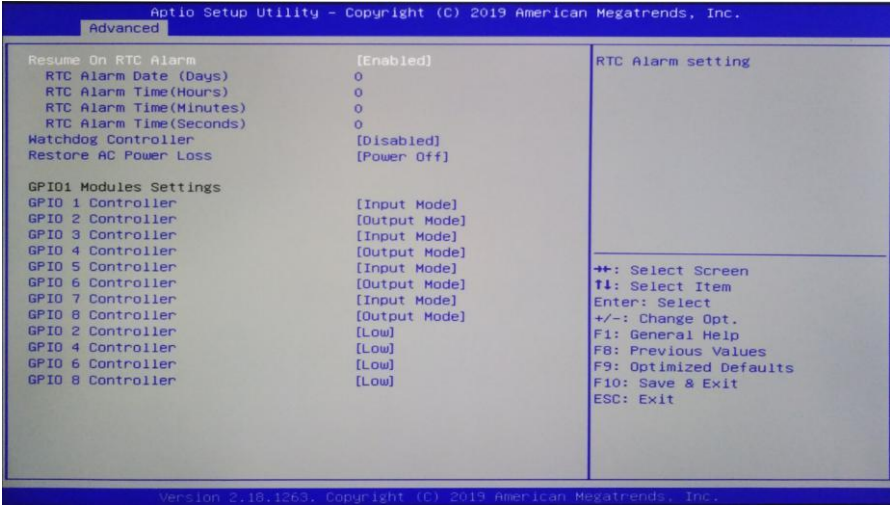 Aptio Setup Utility – Copyright (C) 2019 American Megatrends, Inc.
Advanced
Resume On RTC Alarm [Enabled]
RTC Alarm Date (Days) 0
RTC Alarm Time(Hours) 0
RTC Alarm Time(Minutes) 0
RTC Alarm Time(Seconds) 0
Watchdog Controller [Disabled]
Restore AC Power Loss [Power Off]
GPIO1 Modules Settings
GPIO 1 Controller [Input Mode]
GPIO 2 Controller [Output Mode]
GPIO 3 Controller [Input Mode]
GPIO 4 Controller [Output Mode]
GPIO 5 Controller [Input Mode]
GPIO 6 Controller [Output Mode]
GPIO 7 Controller [Input Mode]
GPIO 8 Controller [Output Mode]
GPIO 2 Controller [Low]
GPIO 4 Controller [Low]
GPIO 6 Controller [Low]
GPIO 8 Controller [Low]
RTC Alarm setting
→←: Select Screen
↑↓: Select Item
Enter: Select
+/-: Change Opt.
F1: General Help
F8: Previous Values
F9: Optimized Defaults
F10: Save & Exit
ESC: Exit
Version 2.18.1263. Copyright (C) 2019 American Megatrends, Inc.